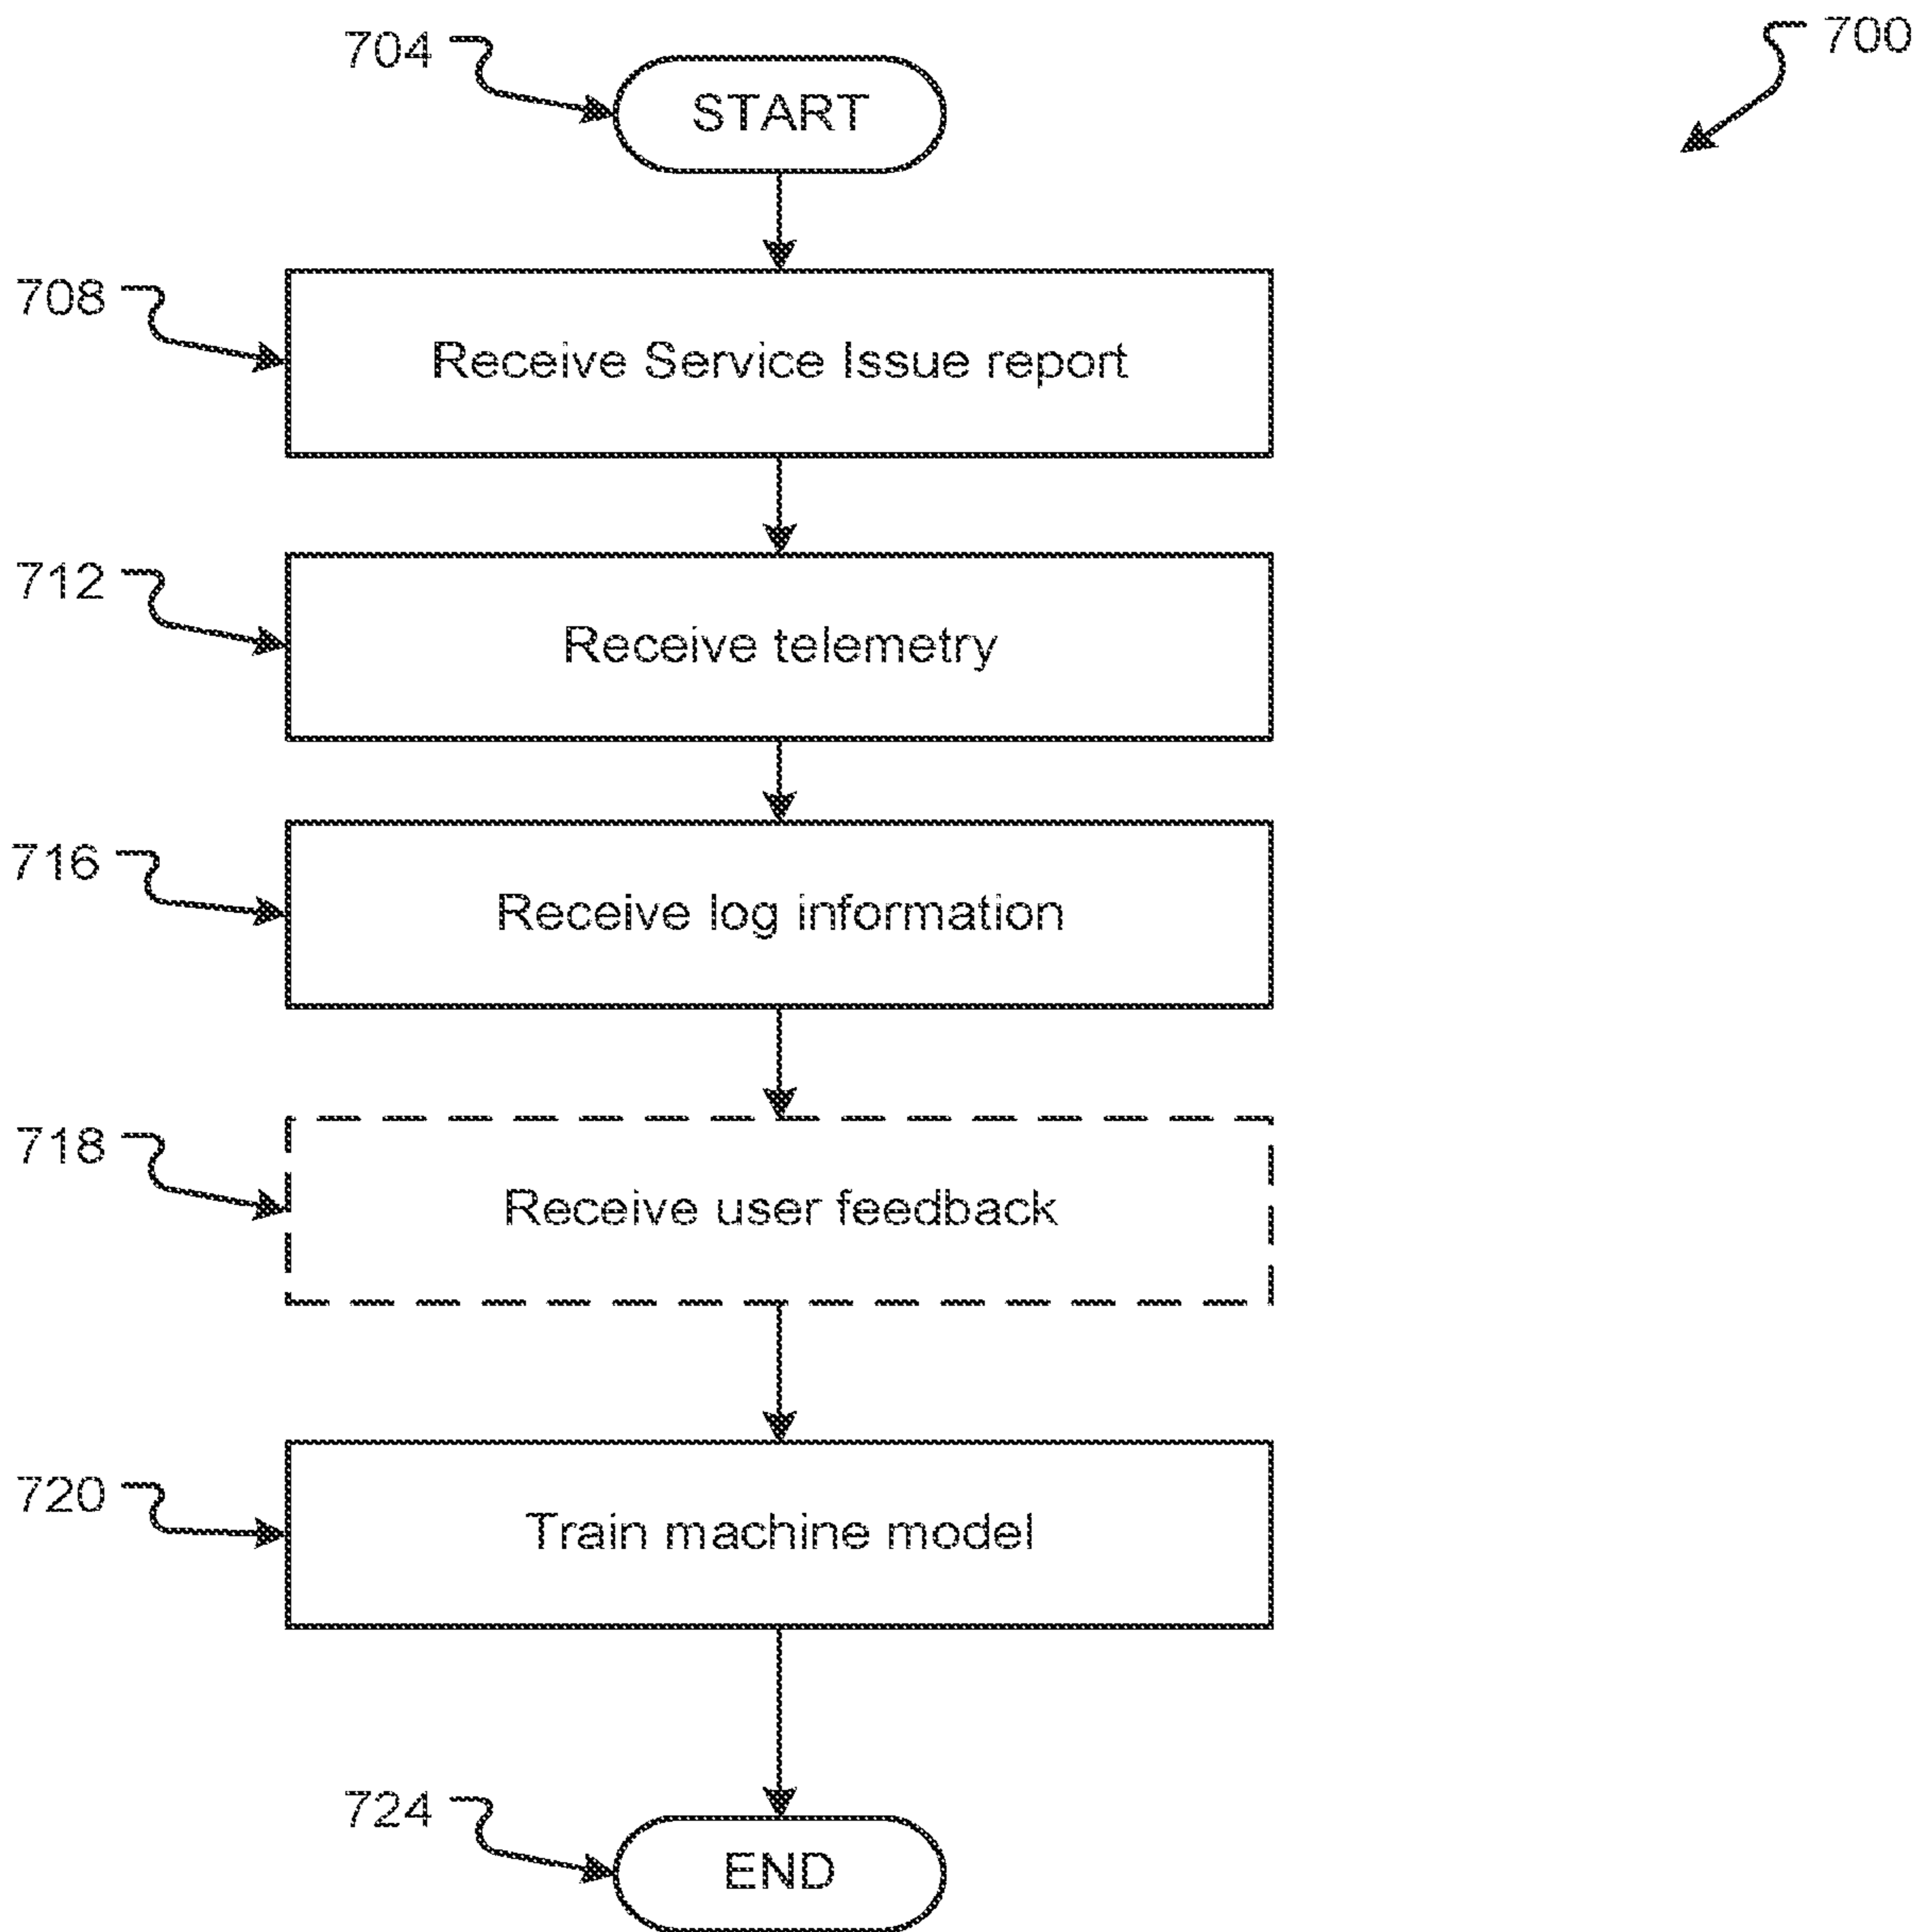 700
704
START
708
Receive Service Issue report
712
Receive telemetry
716
Receive log information
718
Receive user feedback
720
Train machine model
724
END